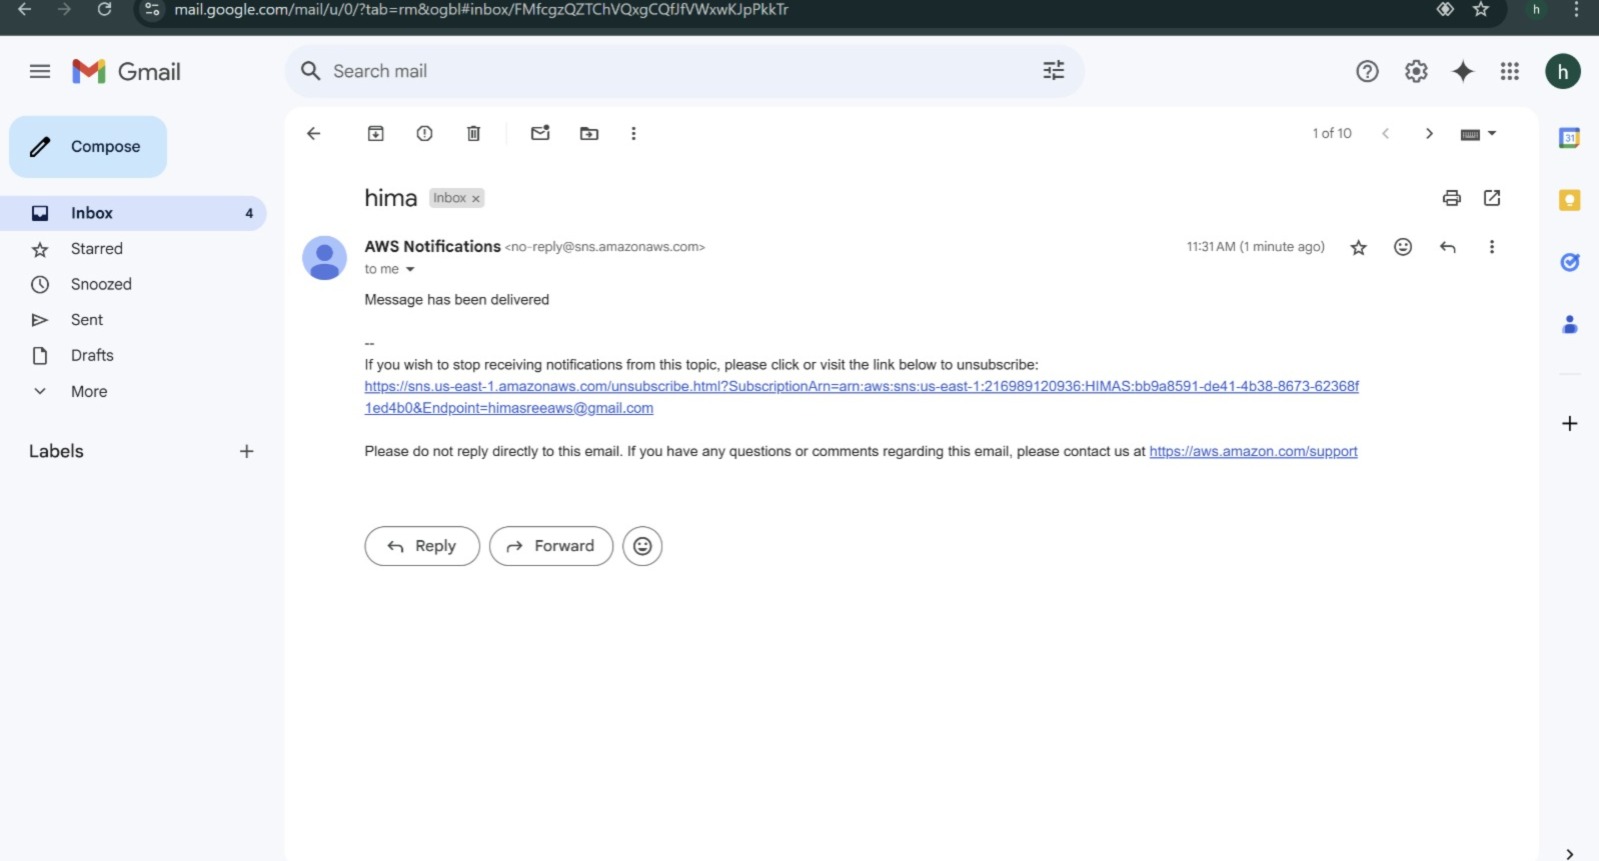 mail.google.com/mail/u/0/?tab=rm&ogbl#inbox/FMfcgzQZTChVQxgCQfJfVWxwKJpPkkTr
h
Gmail
Search mail
h
Compose
1 of 10
31
hima Inbox x
Inbox 4
AWS Notifications <no-reply@sns.amazonaws.com>
11:31 AM (1 minute ago)
Starred
to me
Snoozed
Message has been delivered
Sent
--
Drafts
If you wish to stop receiving notifications from this topic, please click or visit the link below to unsubscribe:
https://sns.us-east-1.amazonaws.com/unsubscribe.html?SubscriptionArn=arn:aws:sns:us-east-1:216989120936:HIMAS:bb9a8591-de41-4b38-8673-62368f
More
1ed4b0&Endpoint=himasreeaws@gmail.com
Labels
Please do not reply directly to this email. If you have any questions or comments regarding this email, please contact us at https://aws.amazon.com/support
Reply
Forward